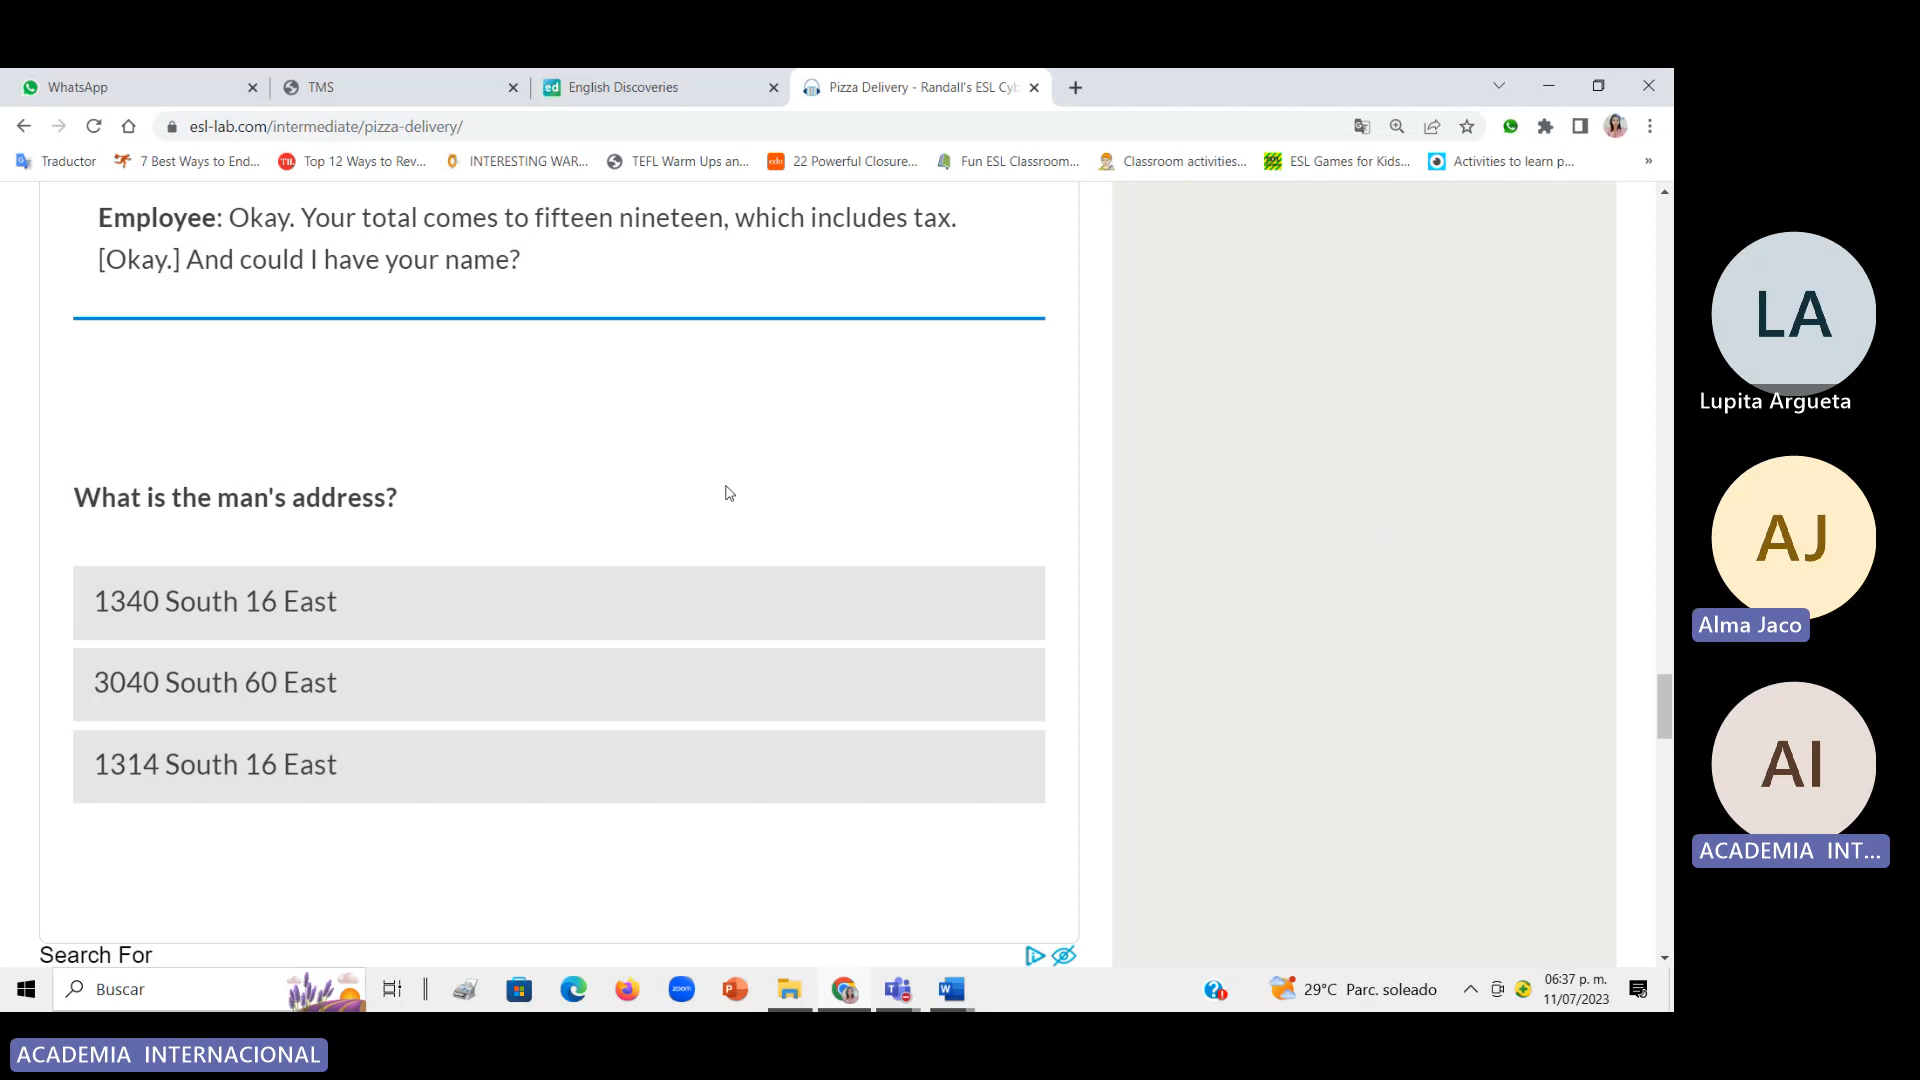 WhatsApp
TMS
English Discoveries
Pizza Delivery - Randall's ESL Cyb
esl-lab.com/intermediate/pizza-delivery/
Traductor
7 Best Ways to End...
Top 12 Ways to Rev...
INTERESTING WAR...
TEFL Warm Ups an...
22 Powerful Closure...
Fun ESL Classroom...
Classroom activities...
ESL Games for Kids...
Activities to learn p...
Employee: Okay. Your total comes to fifteen nineteen, which includes tax.
[Okay.] And could I have your name?
What is the man's address?
1340 South 16 East
3040 South 60 East
1314 South 16 East
Search For
Buscar
29°C Parc. soleado
06:37 p. m.
11/07/2023
LA
Lupita Argueta
AJ
Alma Jaco
AI
ACADEMIA INT...
ACADEMIA INTERNACIONAL